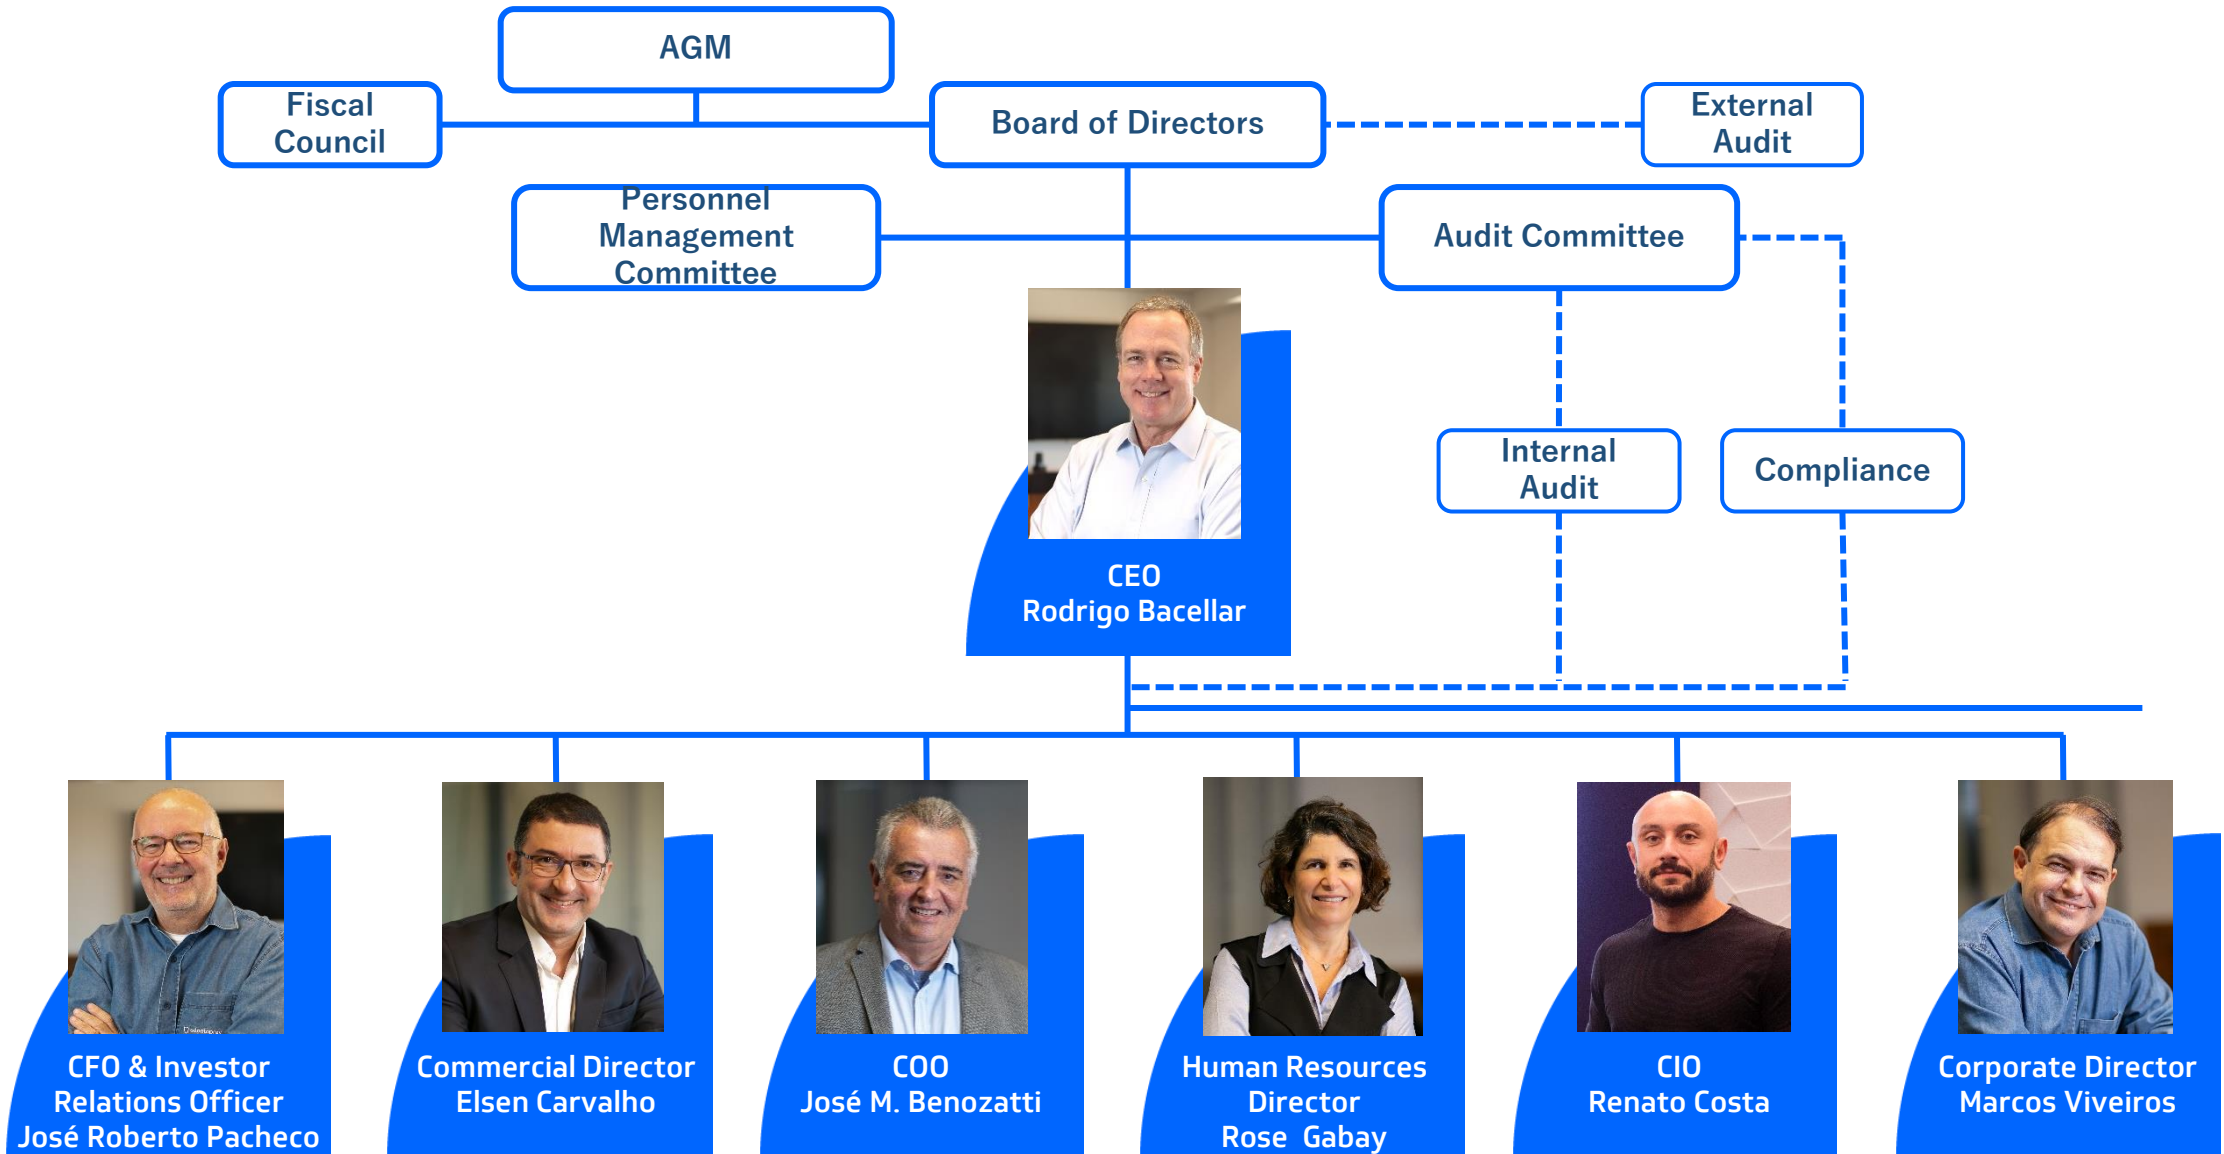 AGM
Fiscal
Council
Board of Directors
External
Audit
Personnel
Management
Committee
Audit Committee
Internal
Audit
Compliance
CEO
Rodrigo Bacellar
CFO & Investor
Relations Officer
José Roberto Pacheco
Commercial Director
Elsen Carvalho
COO
José M. Benozatti
Human Resources
Director
Rose  Gabay
CIO
Renato Costa
Corporate Director
Marcos Viveiros